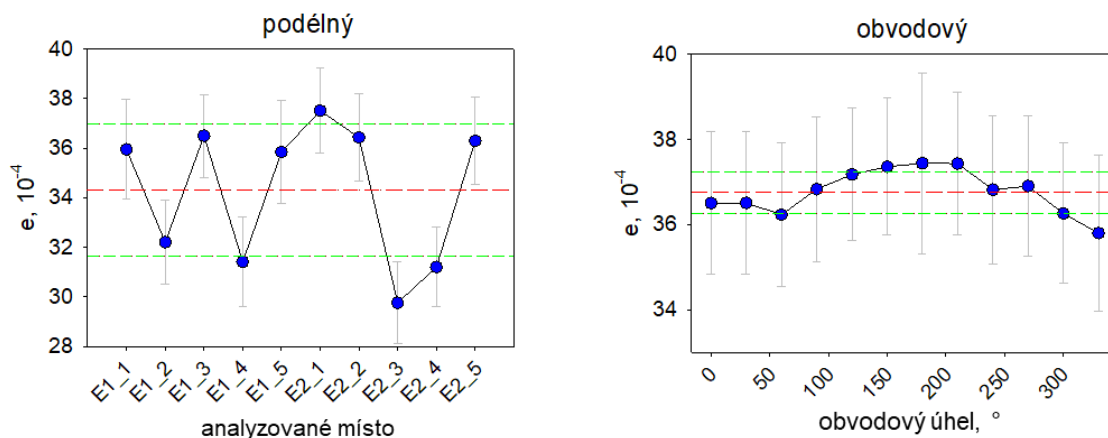 podélný
e, 10-4
40
38
36
34
32
30
28
E1_1
E1_2
E1_3
E1_4
E1_5
E2_1
E2_2
E2_3
E2_4
E2_5
analyzované místo
obvodový
e, 10-4
40
38
36
34
0
50
100
150
200
250
300
obvodový úhel, °